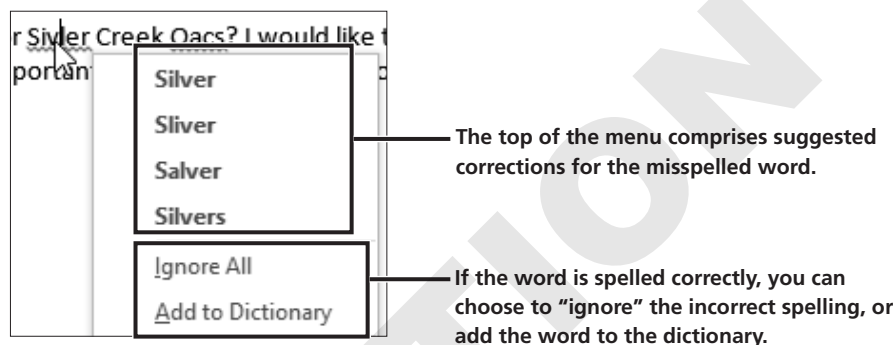 r Sivler Creek Oacs? I would like t
portan
Silver
Sliver
Salver
Silvers
Ignore All
Add to Dictionary
The top of the menu comprises suggested
corrections for the misspelled word.
If the word is spelled correctly, you can
choose to “ignore” the incorrect spelling, or
add the word to the dictionary.
TION